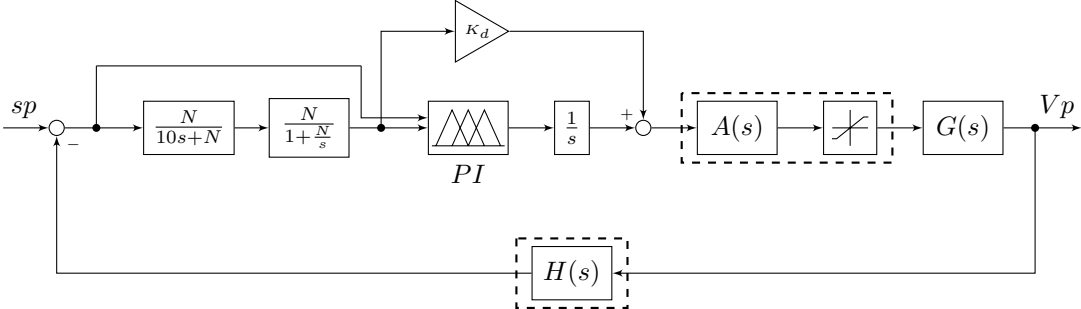 K_d
sp
N
10s+N
N
1+N/s
1
s
+
A(s)
G(s)
Vp
−
PI
H(s)